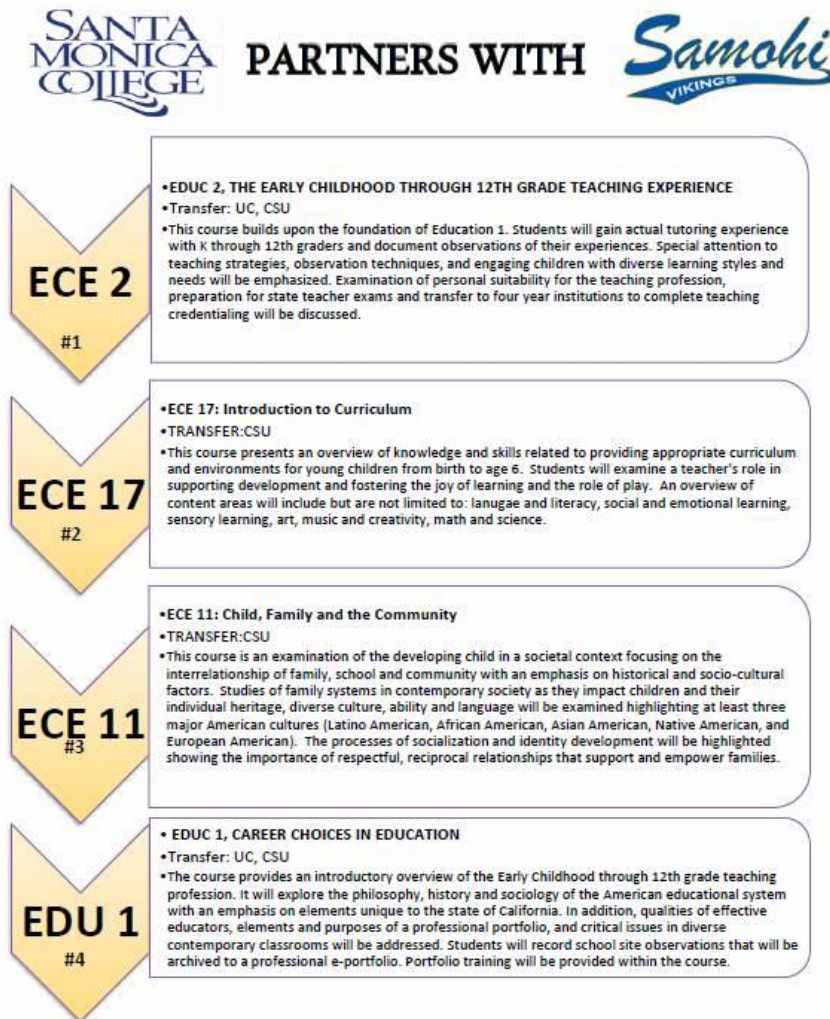 SANTA
MONICA
COLLEGE
PARTNERS WITH
Samohi
VIKINGS
ECE 2
#1
•EDUC 2, THE EARLY CHILDHOOD THROUGH 12TH GRADE TEACHING EXPERIENCE
•Transfer: UC, CSU
•This course builds upon the foundation of Education 1. Students will gain actual tutoring experience
with K through 12th graders and document observations of their experiences. Special attention to
teaching strategies, observation techniques, and engaging children with diverse learning styles and
needs will be emphasized. Examination of personal suitability for the teaching profession,
preparation for state teacher exams and transfer to four year institutions to complete teaching
credentialing will be discussed.
ECE 17
#2
•ECE 17: Introduction to Curriculum
•TRANSFER:CSU
•This course presents an overview of knowledge and skills related to providing appropriate curriculum
and environments for young children from birth to age 6. Students will examine a teacher's role in
supporting development and fostering the joy of learning and the role of play. An overview of
content areas will include but are not limited to: lanugae and literacy, social and emotional learning,
sensory learning, art, music and creativity, math and science.
ECE 11
#3
•ECE 11: Child, Family and the Community
•TRANSFER:CSU
•This course is an examination of the developing child in a societal context focusing on the
interrelationship of family, school and community with an emphasis on historical and socio-cultural
factors. Studies of family systems in contemporary society as they impact children and their
individual heritage, diverse culture, ability and language will be examined highlighting at least three
major American cultures (Latino American, African American, Asian American, Native American, and
European American). The processes of socialization and identity development will be highlighted
showing the importance of respectful, reciprocal relationships that support and empower families.
EDU 1
#4
• EDUC 1, CAREER CHOICES IN EDUCATION
•Transfer: UC, CSU
•The course provides an introductory overview of the Early Childhood through 12th grade teaching
profession. It will explore the philosophy, history and sociology of the American educational system
with an emphasis on elements unique to the state of California. In addition, qualities of effective
educators, elements and purposes of a professional portfolio, and critical issues in diverse
contemporary classrooms will be addressed. Students will record school site observations that will be
archived to a professional e-portfolio. Portfolio training will be provided within the course.